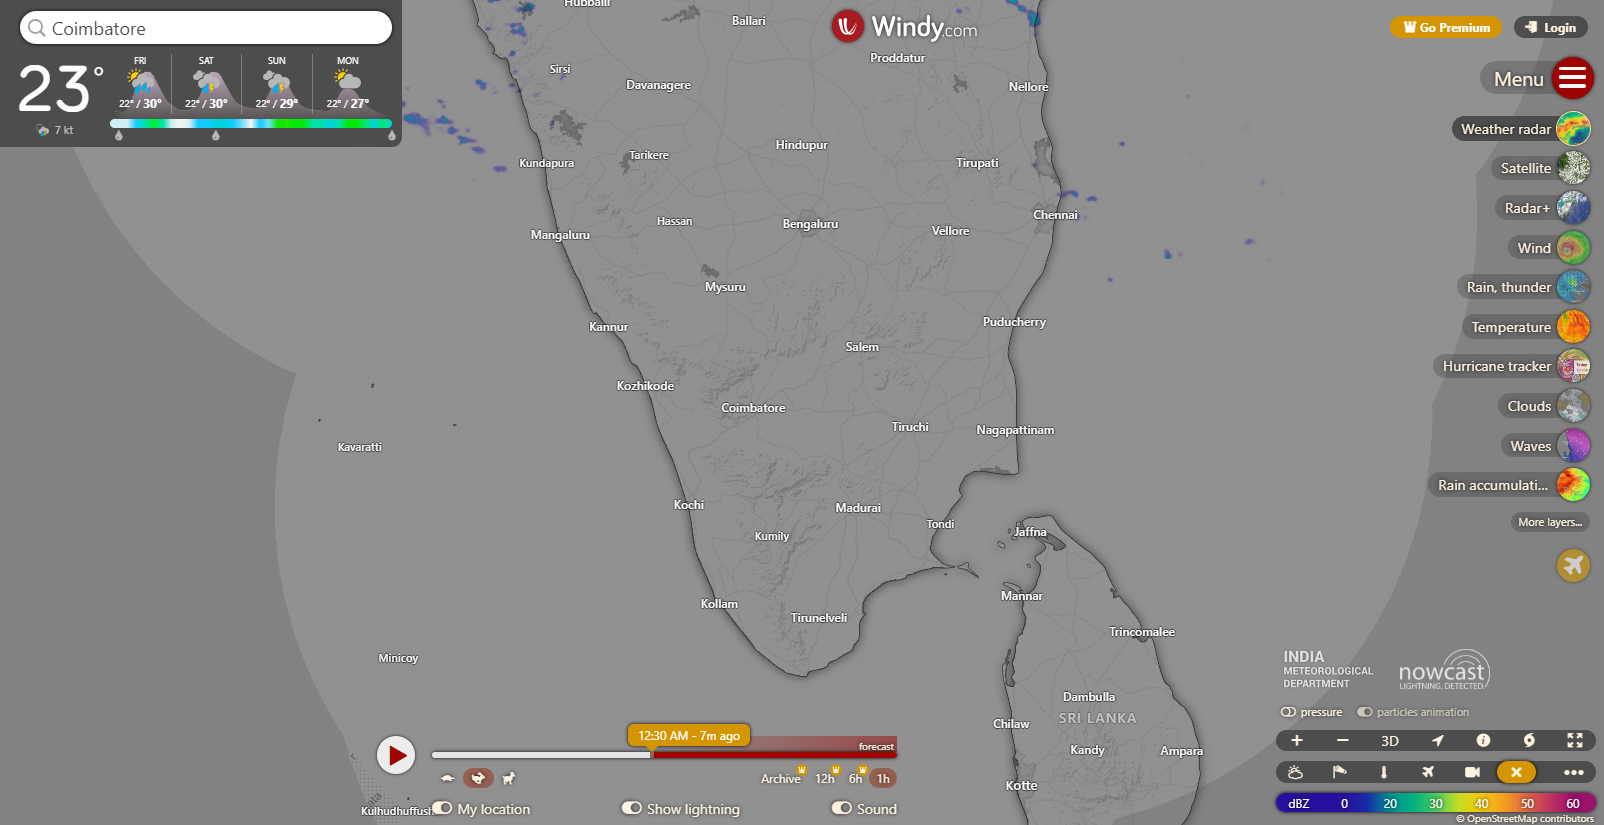 Coimbatore
23°
7 kt
FRI
SAT
SUN
MON
22° / 30°
22° / 30°
22° / 29°
22° / 27°
Windy.com
Go Premium
Login
Menu
Weather radar
Satellite
Radar+
Wind
Rain, thunder
Temperature
Hurricane tracker
Clouds
Waves
Rain accumulati...
More layers...
Hubballi
Ballari
Proddatur
Sirsi
Davanagere
Nellore
Hindupur
Kundapura
Tarikere
Tirupati
Hassan
Bengaluru
Chennai
Mangaluru
Vellore
Mysuru
Kannur
Puducherry
Salem
Kozhikode
Coimbatore
Tiruchi
Nagapattinam
Kavaratti
Kochi
Madurai
Tondi
Jaffna
Kumily
Mannar
Kollam
Tirunelveli
Trincomalee
Minicoy
Dambulla
SRI LANKA
Chilaw
Kandy
Ampara
Kotte
Kulhudhuffush
12:30 AM - 7m ago
forecast
Archive
12h
6h
1h
My location
Show lightning
Sound
INDIA
METEOROLOGICAL
DEPARTMENT
nowcast
LIGHTNING. DETECTED.
pressure
particles animation
+
−
3D
dBZ 0 20 30 40 50 60
© OpenStreetMap contributors